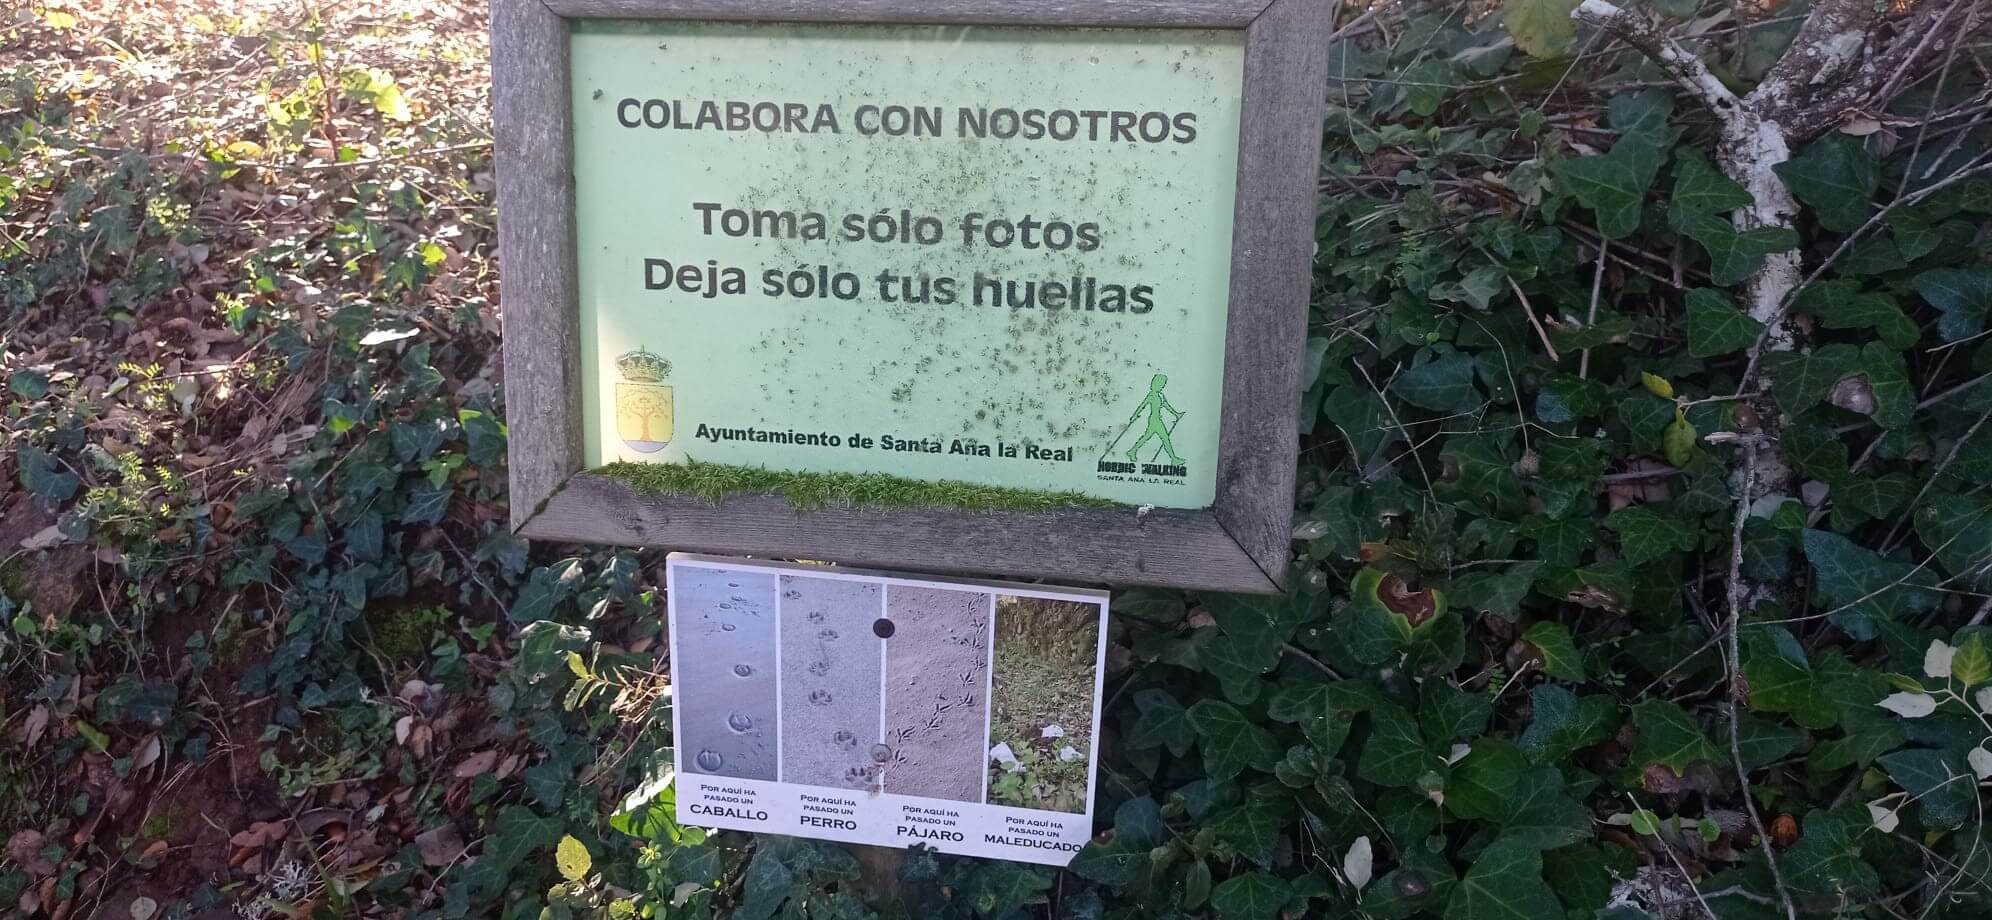 COLABORA CON NOSOTROS
Toma sólo fotos
Deja sólo tus huellas
Ayuntamiento de Santa Ana la Real
NORDIC WALKING
SANTA ANA LA REAL
POR AQUÍ HA
PASADO UN
CABALLO
POR AQUÍ HA
PASADO UN
PERRO
POR AQUÍ HA
PASADO UN
PÁJARO
POR AQUÍ HA
PASADO UN
MALEDUCADO